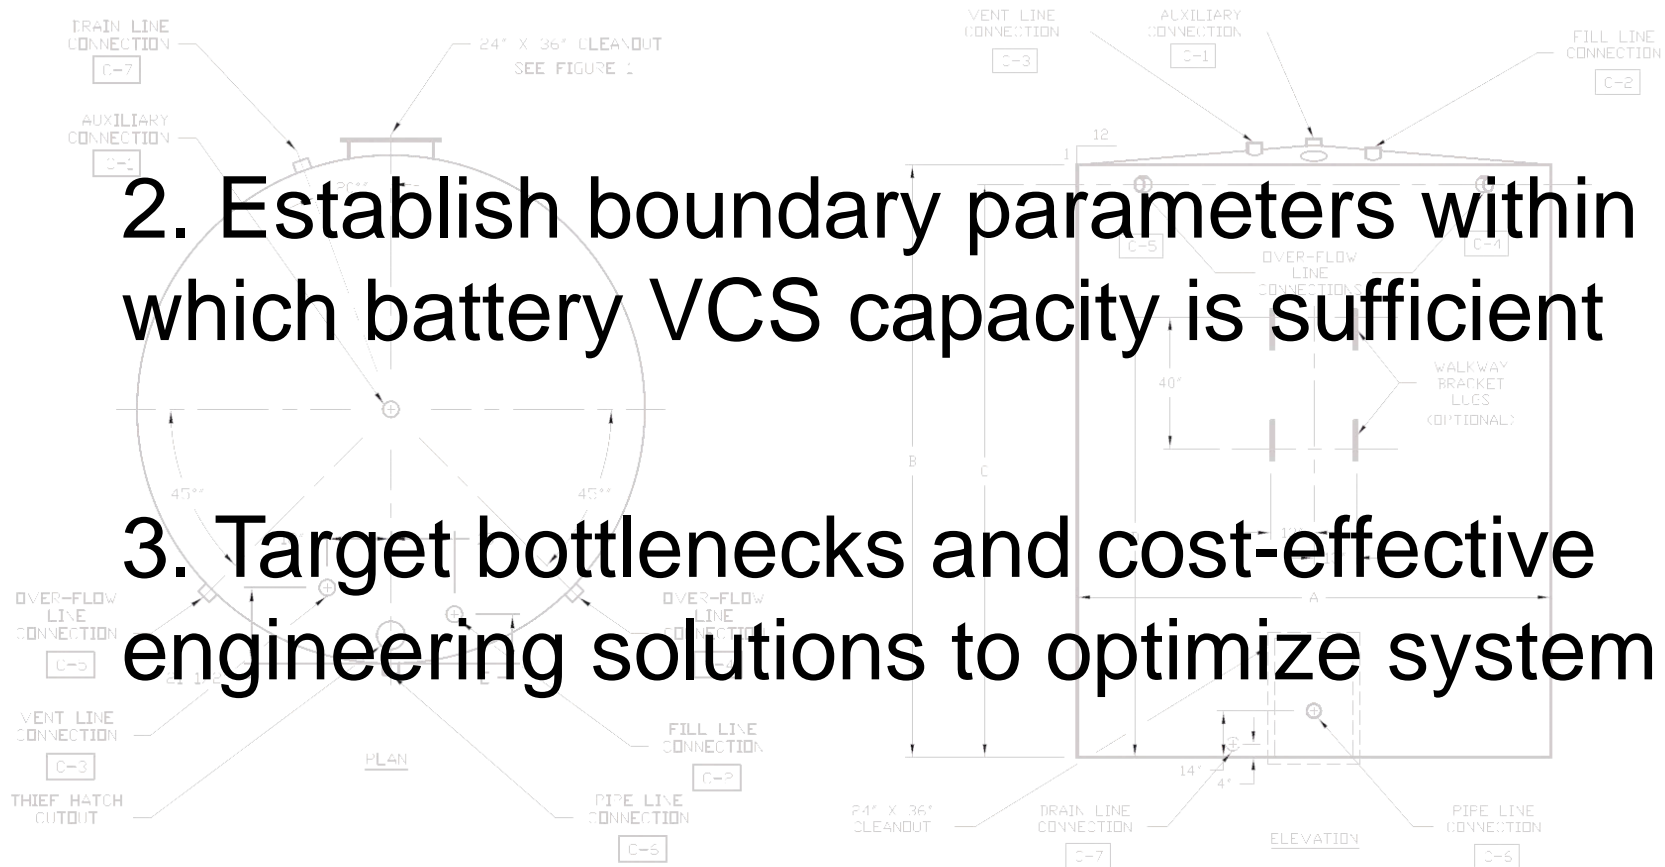 DRAIN LINE
CONNECTION
C-7
24" X 36" CLEANOUT
SEE FIGURE 1
AUXILIARY
CONNECTION
C-1
VENT LINE
CONNECTION
C-3
AUXILIARY
CONNECTION
C-1
FILL LINE
CONNECTION
C-2
12
1
2. Establish boundary parameters within
which battery VCS capacity is sufficient
C-5
C-4
OVER-FLOW
LINE
CONNECTIONS
40"
WALKWAY
BRACKET
LUGS
(OPTIONAL)
B
C
45°
45°
3. Target bottlenecks and cost-effective
engineering solutions to optimize system
A
OVER-FLOW
LINE
CONNECTION
C-5
OVER-FLOW
LINE
CONNECTION
E
VENT LINE
CONNECTION
C-3
THIEF HATCH
CUTOUT
PLAN
FILL LINE
CONNECTION
C-2
PIPE LINE
CONNECTION
C-6
14"
4"
24" X 36"
CLEANOUT
DRAIN LINE
CONNECTION
C-7
ELEVATION
PIPE LINE
CONNECTION
C-6